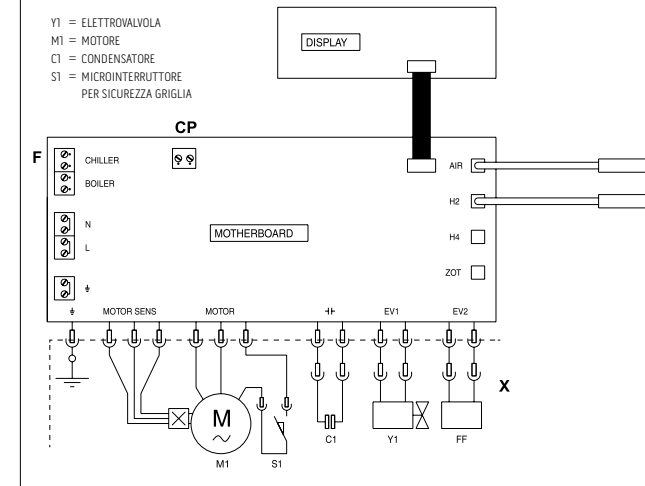 Y1 = ELETTROVALVOLA
M1 = MOTORE
C1 = CONDENSATORE
S1 = MICROINTERRUTTORE
PER SICUREZZA GRIGLIA
DISPLAY
CP
F
CHILLER
BOILER
AIR
H2
N
L
MOTHERBOARD
H4
ZOT
MOTOR SENS
MOTOR
EV1
EV2
X
M
C1
Y1
FF
M1
S1